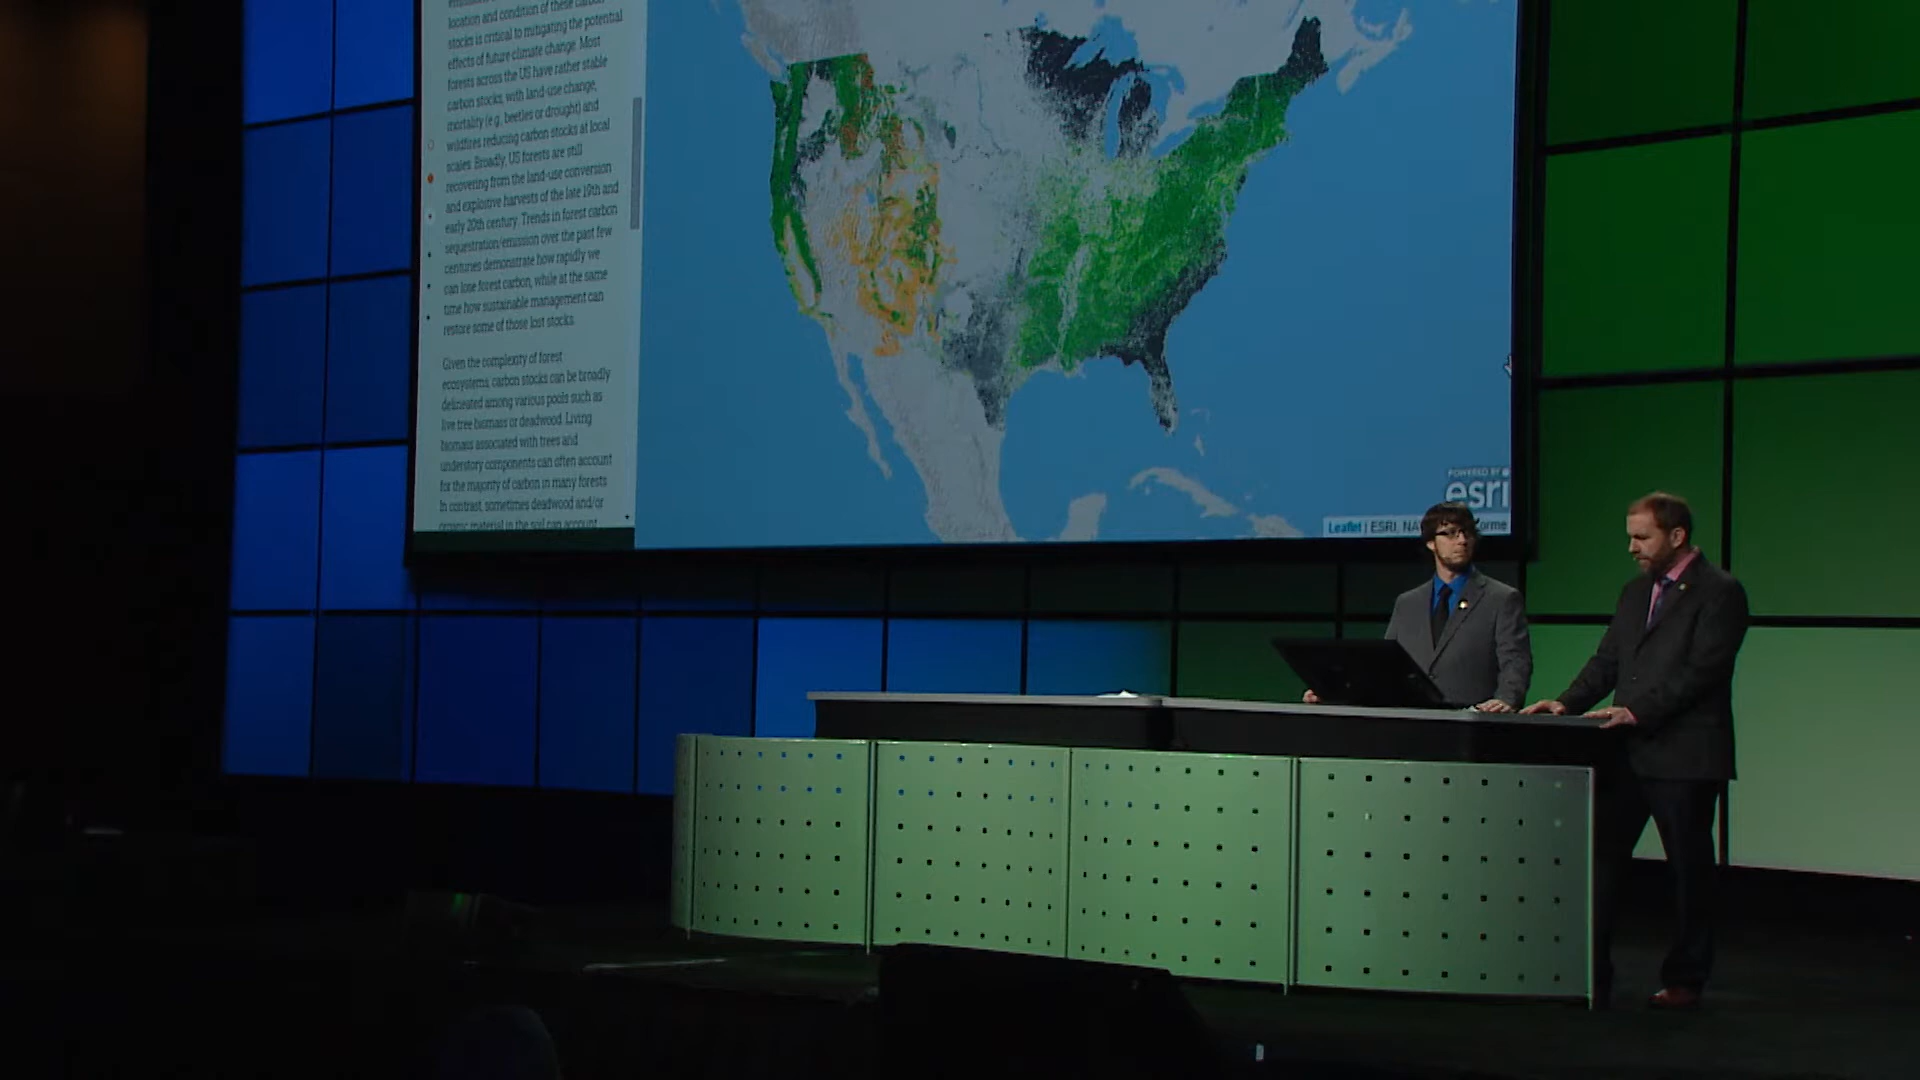 location and condition of these carbon
stocks is critical to mitigating the potential
effects of future climate change. Most
forests across the US have rather stable
carbon stocks, with land-use change,
mortality (e.g. beetles or drought) and
wildfires reducing carbon stocks at local
scales. Broadly, US forests are still
recovering from the land-use conversion
and exploitive harvests of the late 19th and
early 20th century. Trends in forest carbon
sequestration/emission over the past few
centuries demonstrate how rapidly we
can lose forest carbon, while at the same
time how sustainable management can
restore some of those lost stocks.
Given the complexity of forest
ecosystems, carbon stocks can be broadly
delineated among various pools such as
live tree biomass or deadwood. Living
biomass associated with trees and
understory components can often account
for the majority of carbon in many forests
In contrast, sometimes deadwood and/or
organic material in the soil can account
POWERED BY
esri
Leaflet | ESRI, NA